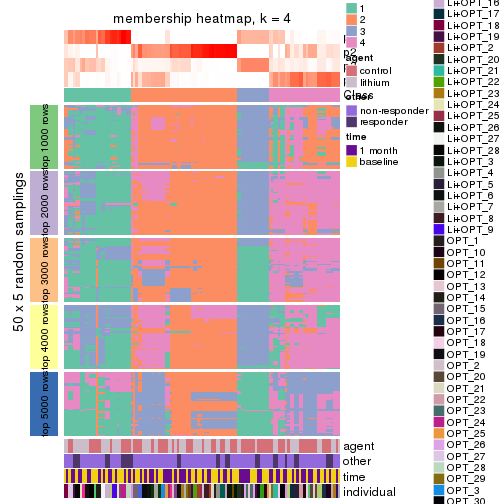 membership heatmap, k = 4
50 x 5 random samplings
top 1000 rows
top 2000 rows
top 3000 rows
top 4000 rows
top 5000 rows
Class
agent
other
time
individual
1
2
3
4
agent
control
lithium
non-responder
responder
time
1 month
baseline
Li+OPT_16
Li+OPT_17
Li+OPT_18
Li+OPT_19
Li+OPT_2
Li+OPT_20
Li+OPT_21
Li+OPT_22
Li+OPT_23
Li+OPT_24
Li+OPT_25
Li+OPT_26
Li+OPT_27
Li+OPT_28
Li+OPT_3
Li+OPT_4
Li+OPT_5
Li+OPT_6
Li+OPT_7
Li+OPT_8
Li+OPT_9
OPT_1
OPT_10
OPT_11
OPT_12
OPT_13
OPT_14
OPT_15
OPT_16
OPT_17
OPT_18
OPT_19
OPT_2
OPT_20
OPT_21
OPT_22
OPT_23
OPT_24
OPT_25
OPT_26
OPT_27
OPT_28
OPT_29
OPT_3
OPT_30